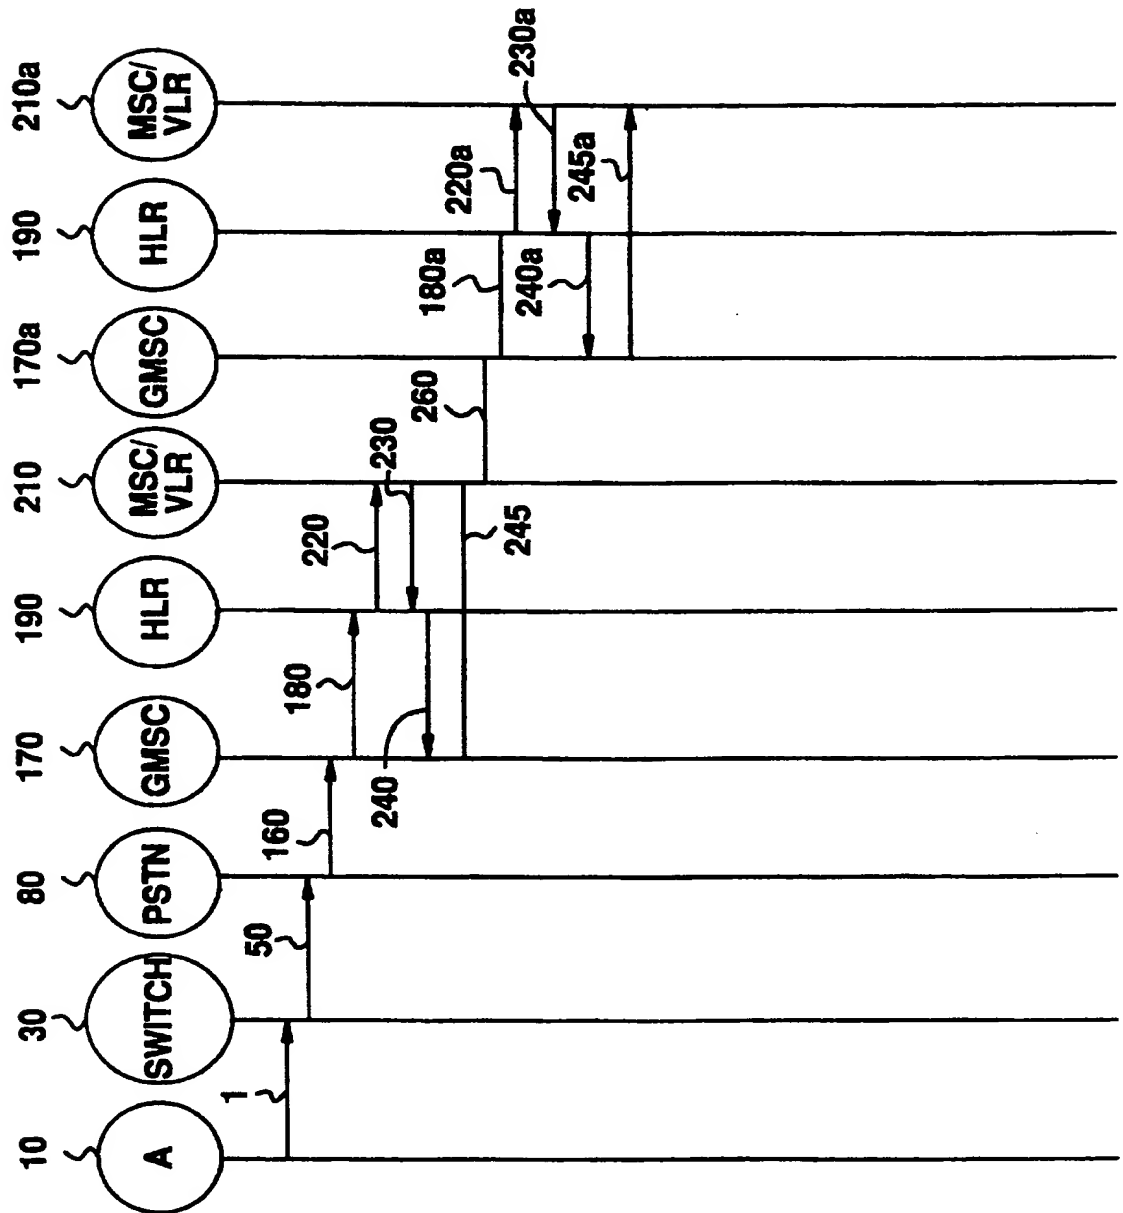 10
30
80
170
190
210
170a
190
210a
A
SWITCH
PSTN
GMSC
HLR
MSC/
VLR
GMSC
HLR
MSC/
VLR
1
50
160
180
220
230
240
245
260
180a
220a
230a
240a
245a